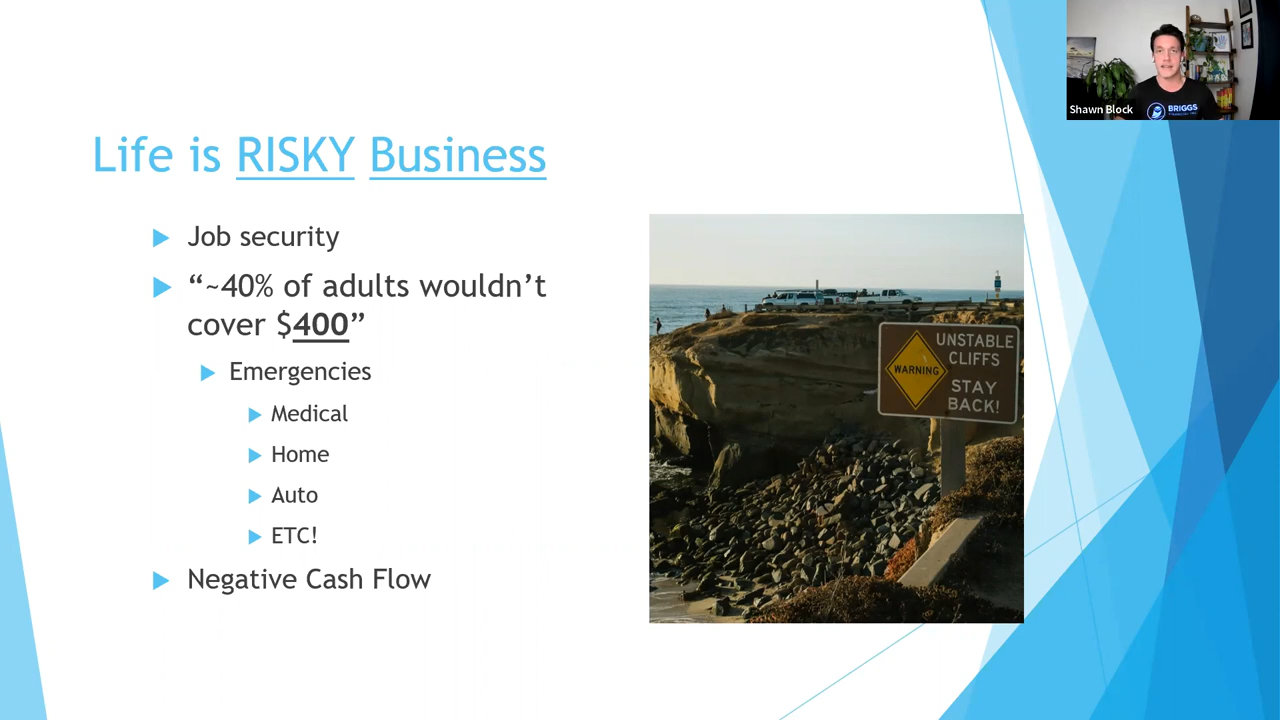 Life is RISKY Business
Job security
“~40% of adults wouldn’t
cover $400”
Emergencies
Medical
Home
Auto
ETC!
Negative Cash Flow
UNSTABLE
CLIFFS
WARNING
STAY
BACK!
Shawn Block
BRIGGS